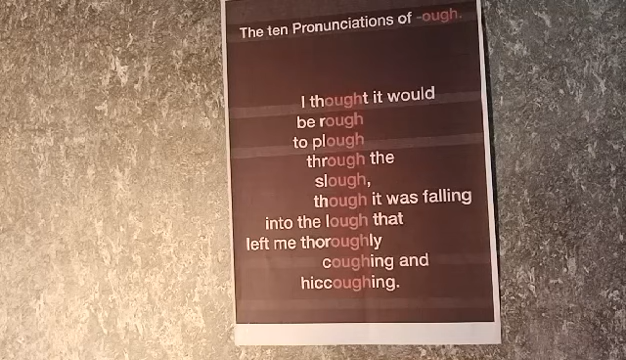 The ten Pronunciations of -ough.
I thought it would
be rough
to plough
through the
slough,
though it was falling
into the lough that
left me thoroughly
coughing and
hiccoughing.